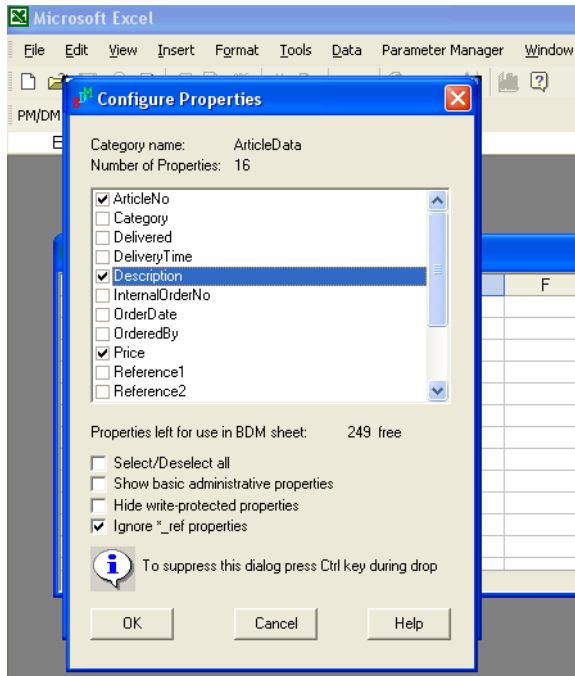 Microsoft Excel
File Edit View Insert Format Tools Data Parameter Manager Window
PM/DM
Configure Properties
Category name: ArticleData
Number of Properties: 16
ArticleNo
Category
Delivered
DeliveryTime
Description
InternalOrderNo
OrderDate
OrderedBy
Price
Reference1
Reference2
F
Properties left for use in BDM sheet: 249 free
Select/Deselect all
Show basic administrative properties
Hide write-protected properties
Ignore *_ref properties
To suppress this dialog press Ctrl key during drop
OK Cancel Help